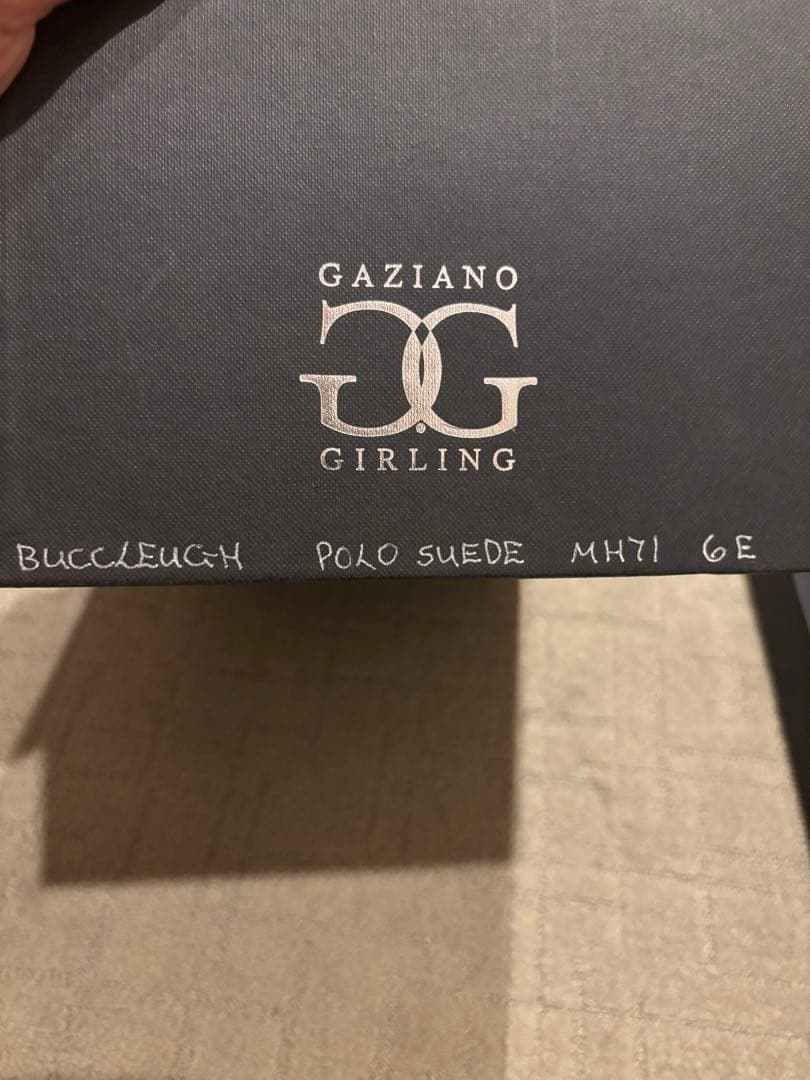 GAZIANO
GG
GIRLING
BUCCLEUGH POLO SUEDE MH71 6E